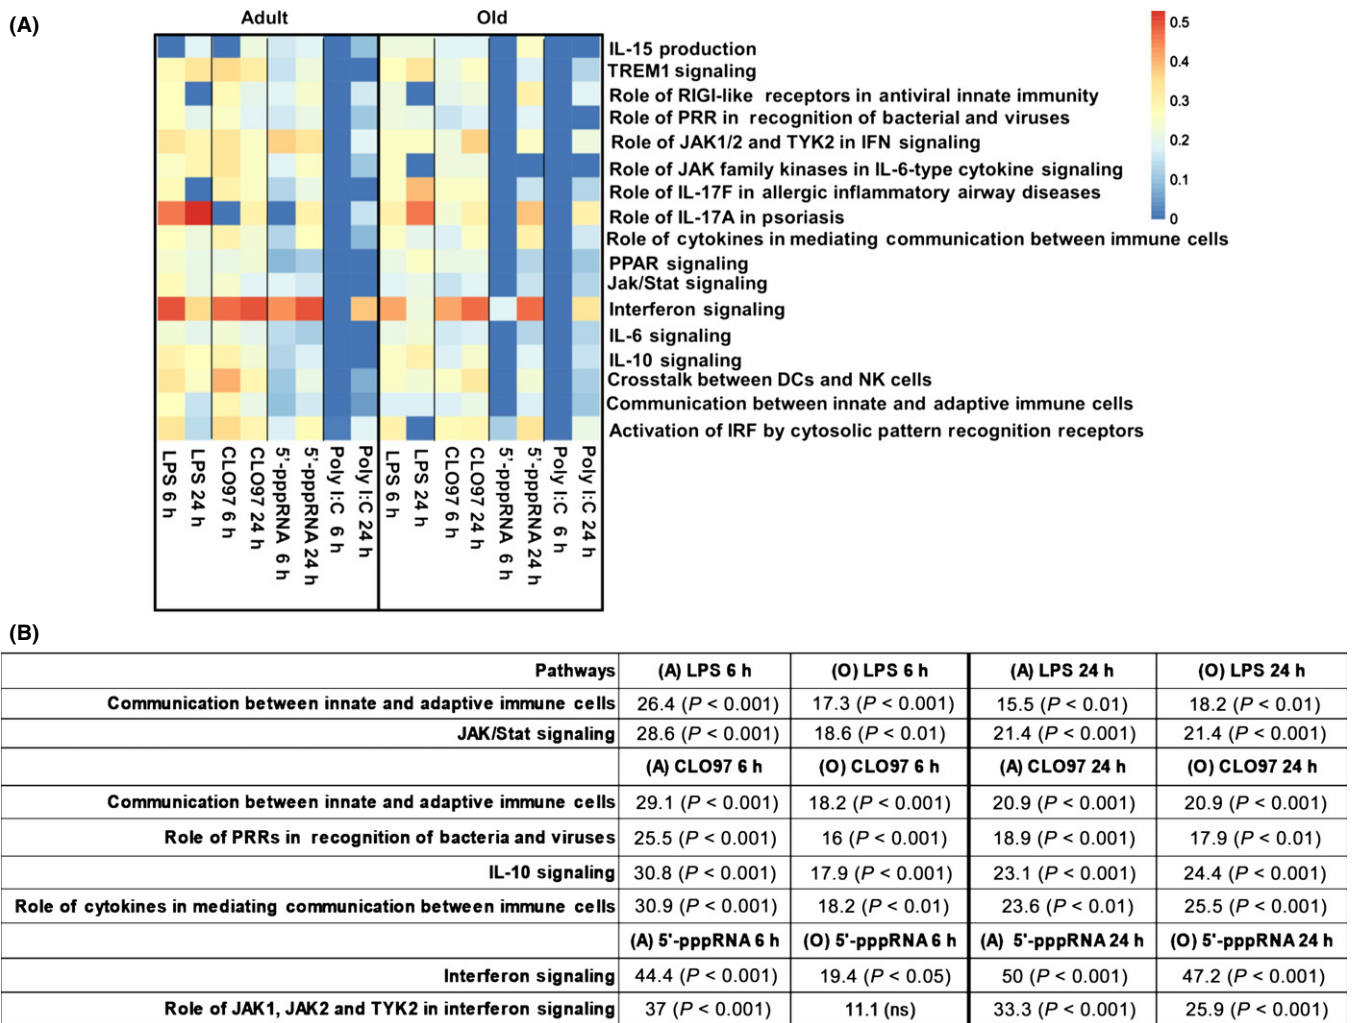 (A)
Adult Old
0.5
0.4
0.3
0.2
0.1
0
IL-15 production
TREM1 signaling
Role of RIGI-like receptors in antiviral innate immunity
Role of PRR in recognition of bacterial and viruses
Role of JAK1/2 and TYK2 in IFN signaling
Role of JAK family kinases in IL-6-type cytokine signaling
Role of IL-17F in allergic inflammatory airway diseases
Role of IL-17A in psoriasis
Role of cytokines in mediating communication between immune cells
PPAR signaling
Jak/Stat signaling
Interferon signaling
IL-6 signaling
IL-10 signaling
Crosstalk between DCs and NK cells
Communication between innate and adaptive immune cells
Activation of IRF by cytosolic pattern recognition receptors
LPS 6 h
LPS 24 h
CLO97 6 h
CLO97 24 h
5'-pppRNA 6 h
5'-pppRNA 24 h
Poly I:C 6 h
Poly I:C 24 h
LPS 6 h
LPS 24 h
CLO97 6 h
CLO97 24 h
5'-pppRNA 6 h
5'-pppRNA 24 h
Poly I:C 6 h
Poly I:C 24 h
(B)
Pathways (A) LPS 6 h (O) LPS 6 h (A) LPS 24 h (O) LPS 24 h
Communication between innate and adaptive immune cells 26.4 (P < 0.001) 17.3 (P < 0.001) 15.5 (P < 0.01) 18.2 (P < 0.01)
JAK/Stat signaling 28.6 (P < 0.001) 18.6 (P < 0.01) 21.4 (P < 0.001) 21.4 (P < 0.001)
(A) CLO97 6 h (O) CLO97 6 h (A) CLO97 24 h (O) CLO97 24 h
Communication between innate and adaptive immune cells 29.1 (P < 0.001) 18.2 (P < 0.001) 20.9 (P < 0.001) 20.9 (P < 0.001)
Role of PRRs in recognition of bacteria and viruses 25.5 (P < 0.001) 16 (P < 0.001) 18.9 (P < 0.001) 17.9 (P < 0.01)
IL-10 signaling 30.8 (P < 0.001) 17.9 (P < 0.001) 23.1 (P < 0.001) 24.4 (P < 0.001)
Role of cytokines in mediating communication between immune cells 30.9 (P < 0.001) 18.2 (P < 0.01) 23.6 (P < 0.01) 25.5 (P < 0.001)
(A) 5'-pppRNA 6 h (O) 5'-pppRNA 6 h (A) 5'-pppRNA 24 h (O) 5'-pppRNA 24 h
Interferon signaling 44.4 (P < 0.001) 19.4 (P < 0.05) 50 (P < 0.001) 47.2 (P < 0.001)
Role of JAK1, JAK2 and TYK2 in interferon signaling 37 (P < 0.001) 11.1 (ns) 33.3 (P < 0.001) 25.9 (P < 0.001)